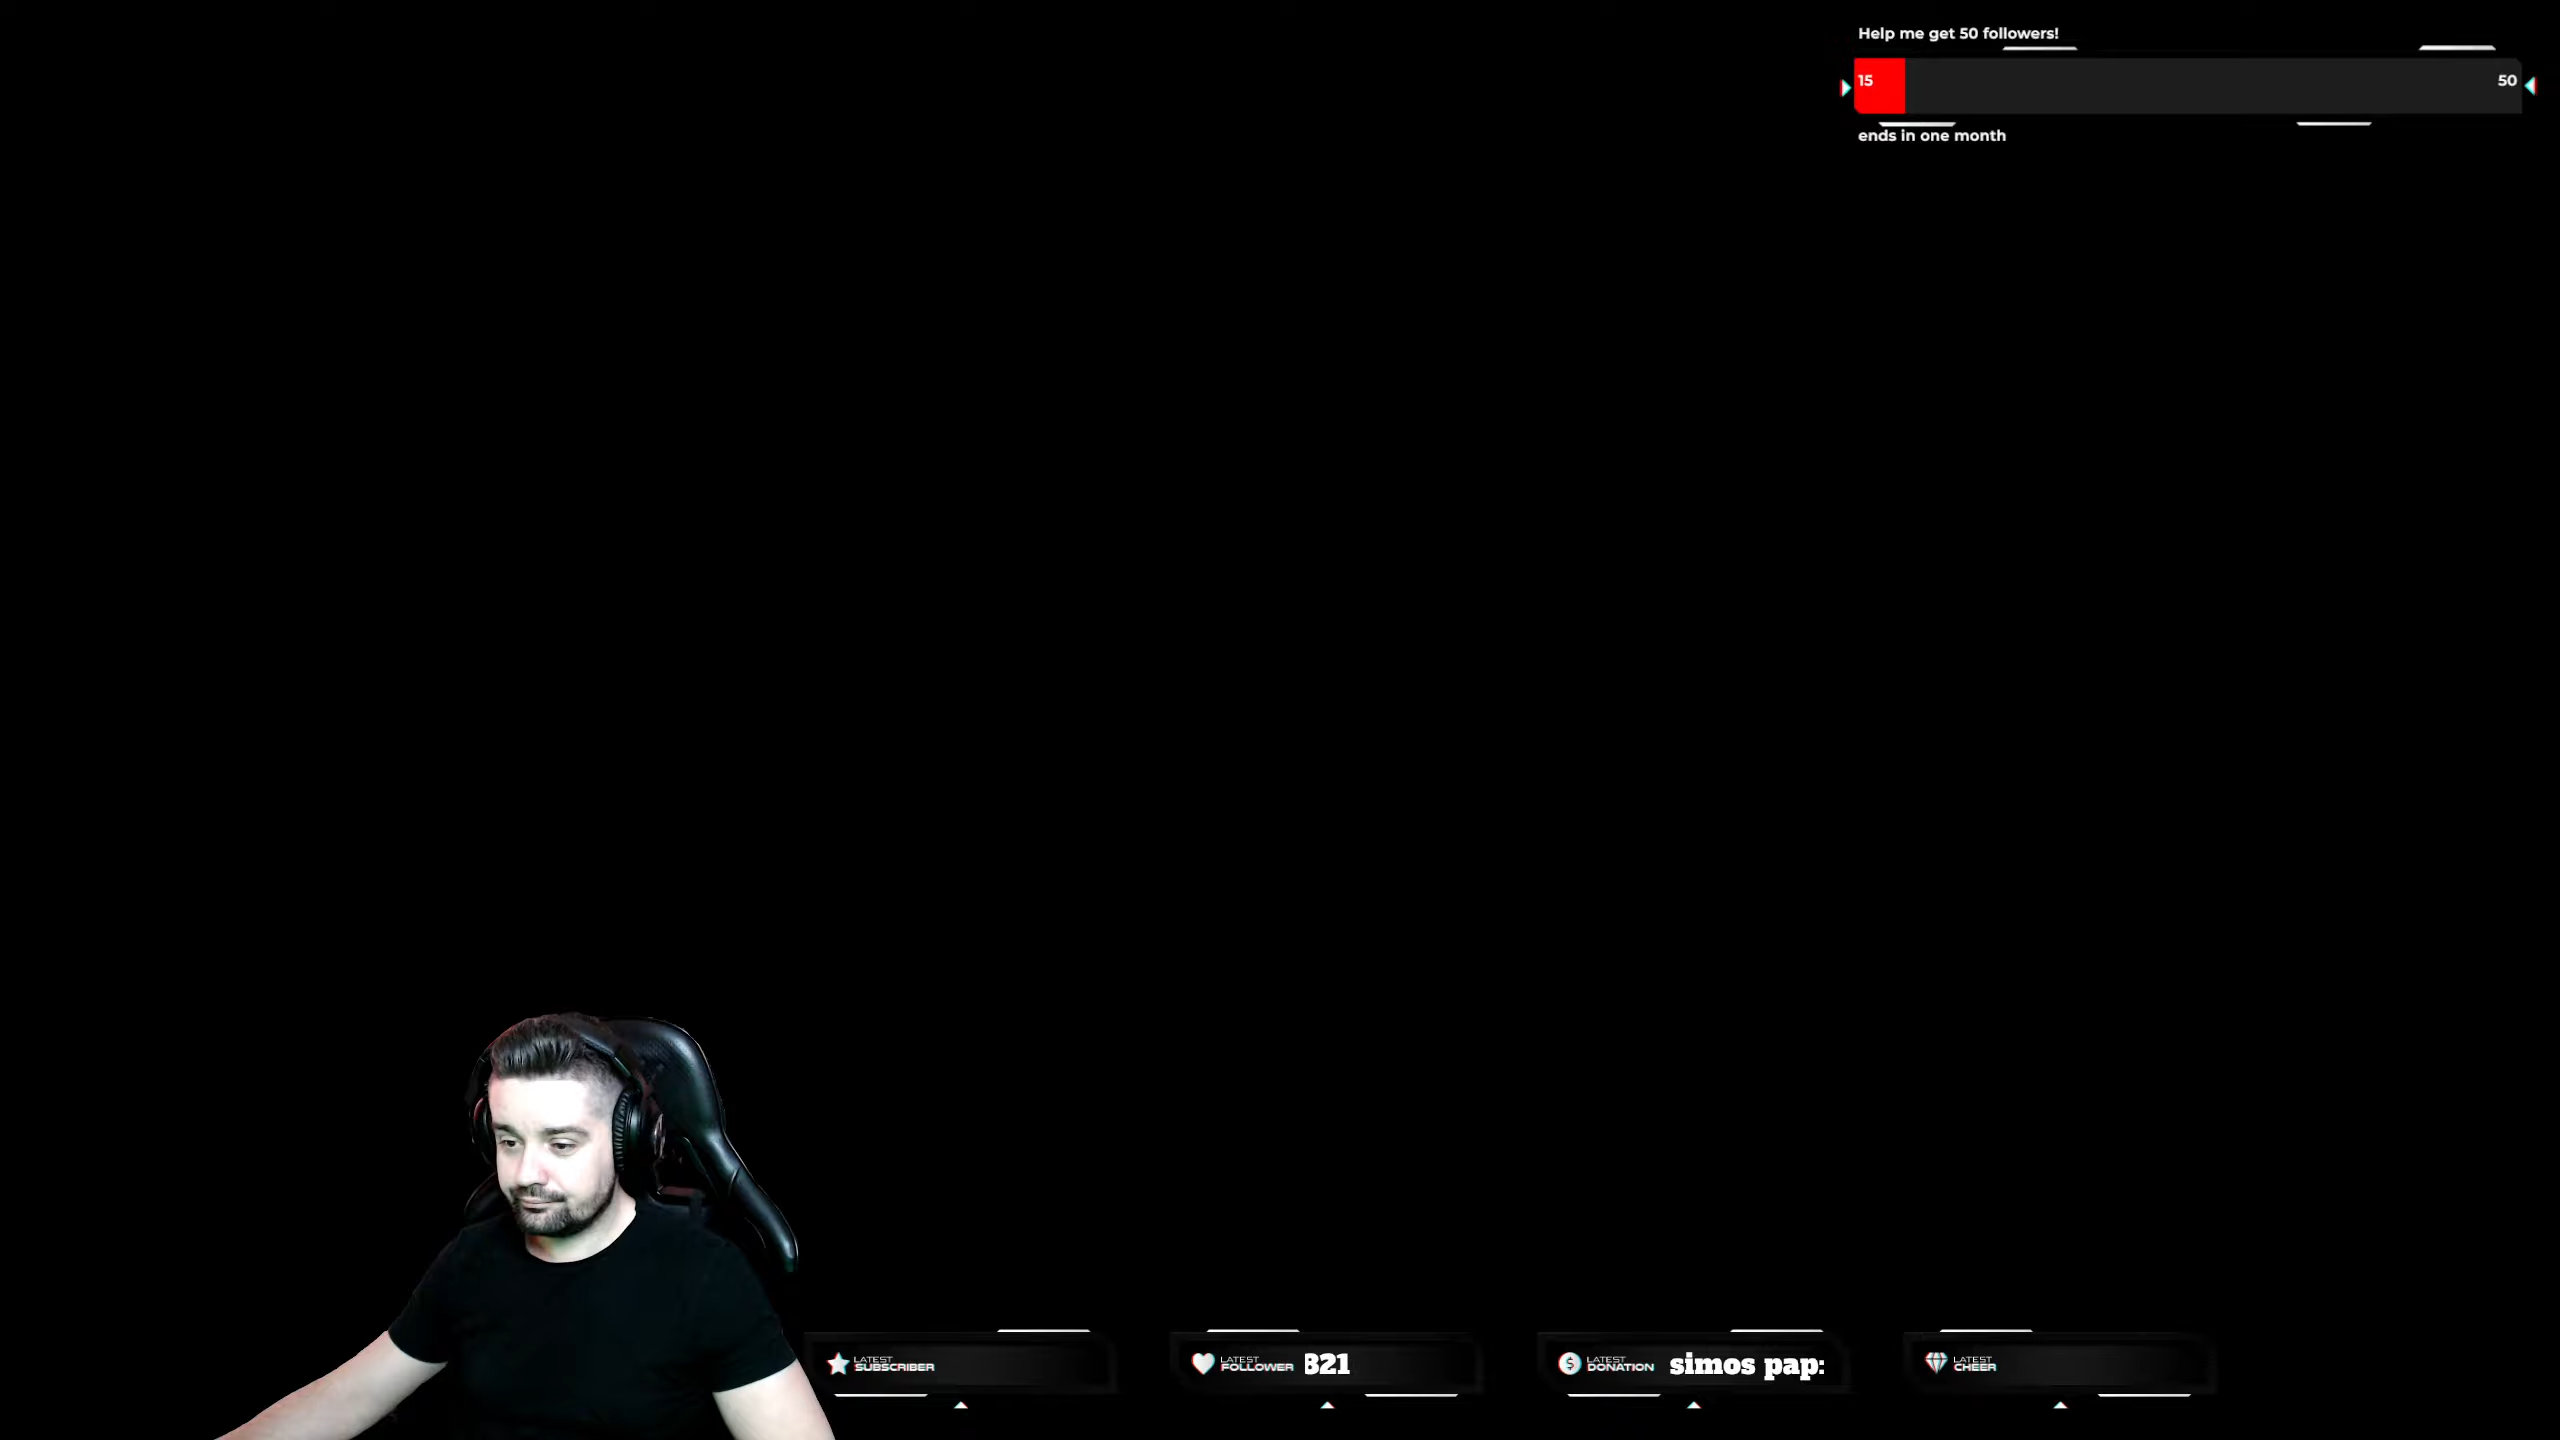 Help me get 50 followers!
15 50
ends in one month
LATEST SUBSCRIBER
LATEST FOLLOWER 321
LATEST DONATION simos pap:
LATEST CHEER